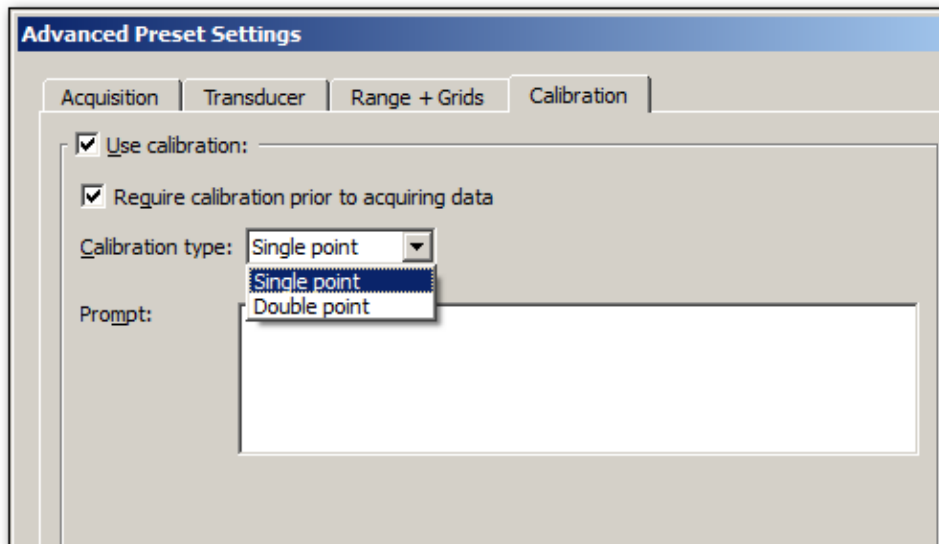 Advanced Preset Settings
Acquisition Transducer Range + Grids Calibration
Use calibration:
Require calibration prior to acquiring data
Calibration type: Single point
Single point
Double point
Prompt: